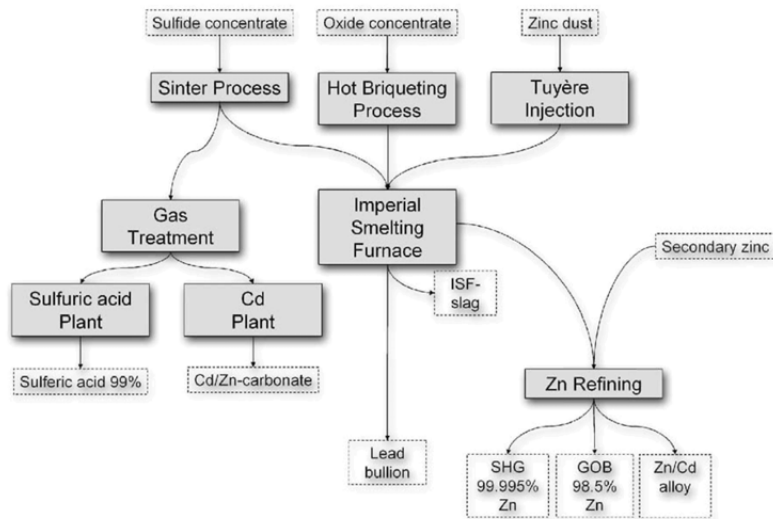 Sulfide concentrate
Oxide concentrate
Zinc dust
Sinter Process
Hot Briqueting
Process
Tuyère
Injection
Gas
Treatment
Imperial
Smelting
Furnace
Secondary zinc
Sulfuric acid
Plant
Cd
Plant
ISF-
slag
Sulferic acid 99%
Cd/Zn-carbonate
Zn Refining
Lead
bullion
SHG
99.995%
Zn
GOB
98.5%
Zn
Zn/Cd
alloy